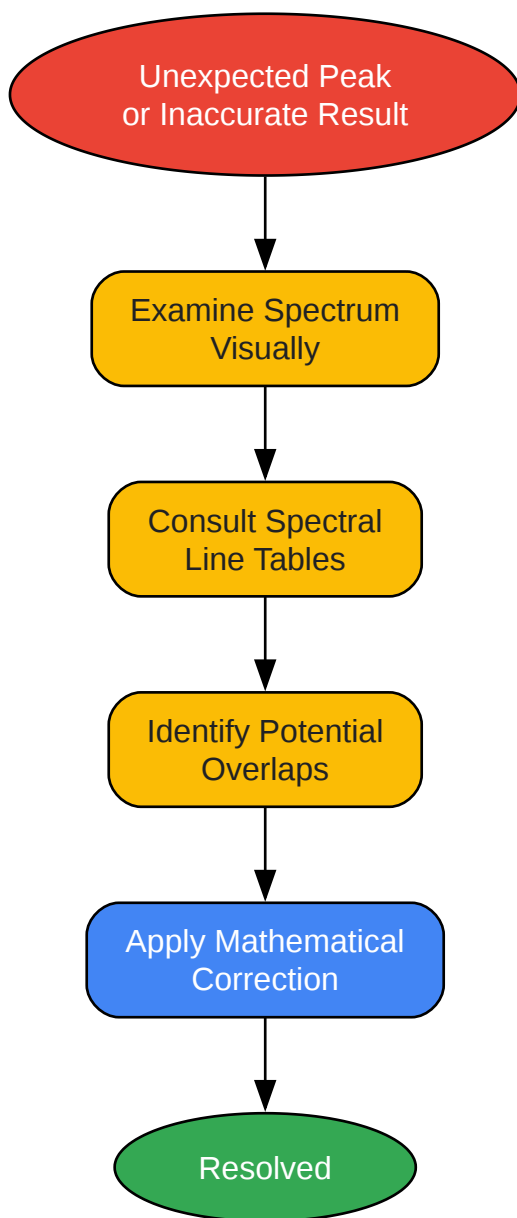 Unexpected Peak
or Inaccurate Result
Examine Spectrum
Visually
Consult Spectral
Line Tables
Identify Potential
Overlaps
Apply Mathematical
Correction
Resolved